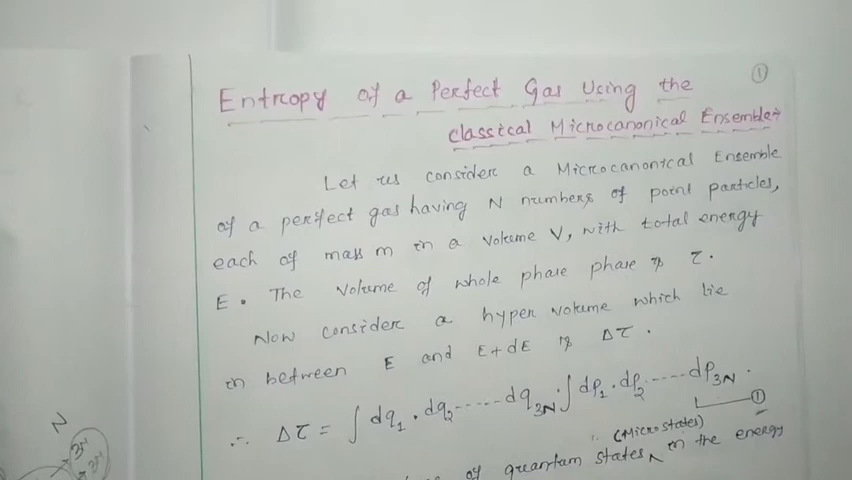 ①
Entropy of a Perfect Gas Using the
classical Microcanonical Ensemble:
Let us consider a Microcanonical Ensemble
of a perfect gas having N numbers of point particles,
each of mass m in a volume V, with total energy
E. The volume of whole phase phase is τ.
Now consider a hyper volume which lie
in between E and E+dE is Δτ.
∴ Δτ = ∫ dq₁.dq₂-----dq₃N.∫dp₁.dp₂-----dp₃N.
①
(Microstates)
of quantum states in the energy
N
3N
3N